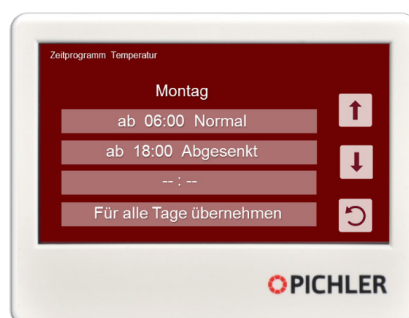 Zeitprogramm Temperatur
Montag
ab 06:00 Normal
ab 18:00 Abgesenkt
-- : --
Für alle Tage übernehmen
PICHLER